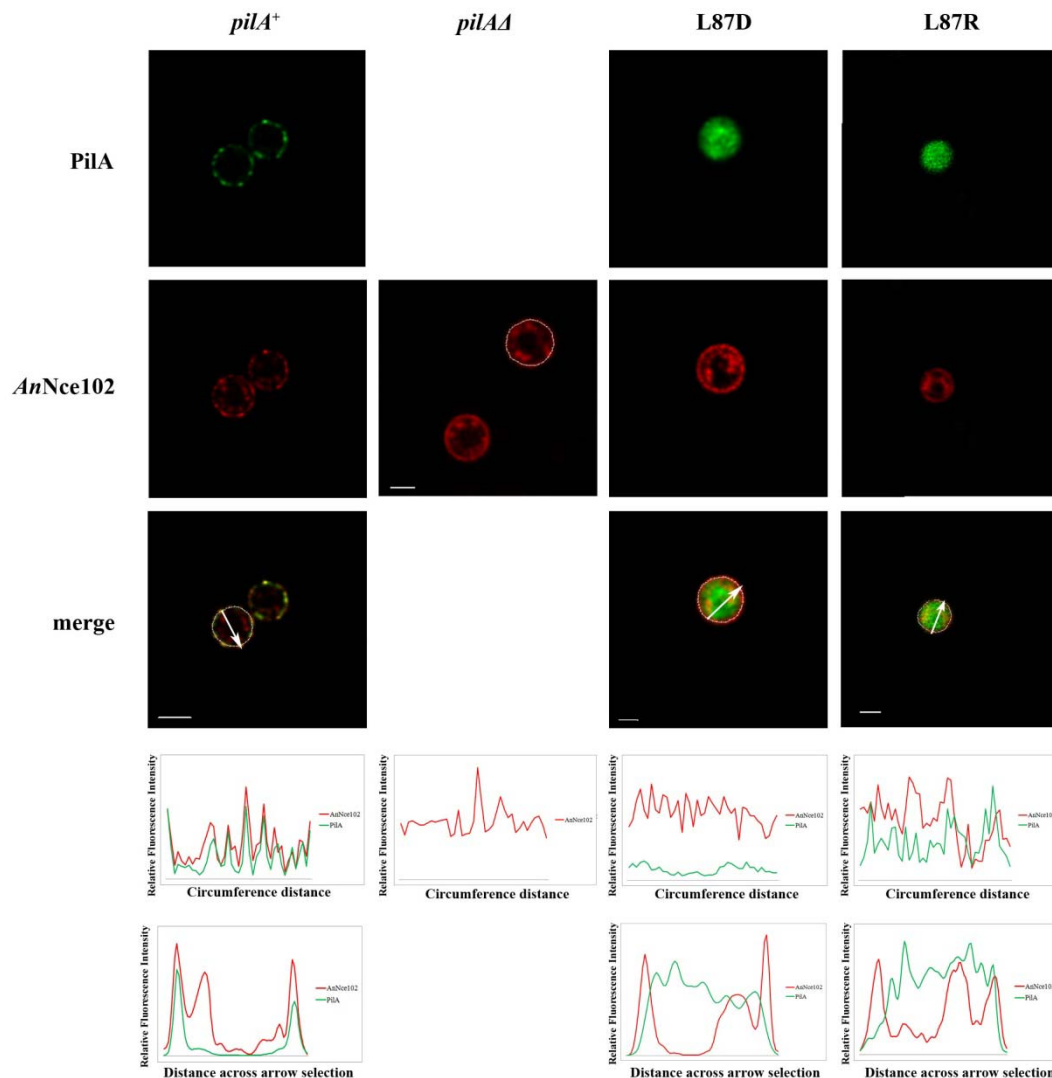 pilA⁺ pilAΔ L87D L87R
PilA
AnNce102
merge
Relative Fluorescence Intensity
AnNce102
PilA
Circumference distance
Relative Fluorescence Intensity
AnNce102
Circumference distance
Relative Fluorescence Intensity
AnNce102
PilA
Circumference distance
Relative Fluorescence Intensity
AnNce102
PilA
Circumference distance
Relative Fluorescence Intensity
AnNce102
PilA
Distance across arrow selection
Relative Fluorescence Intensity
AnNce102
PilA
Distance across arrow selection
Relative Fluorescence Intensity
AnNce102
PilA
Distance across arrow selection